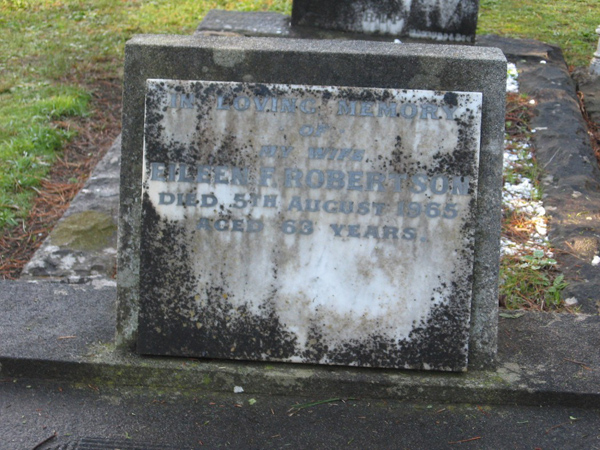 IN LOVING MEMORY
OF
MY WIFE
EILEEN F. ROBERTSON
DIED 5TH AUGUST 1965
AGED 63 YEARS.